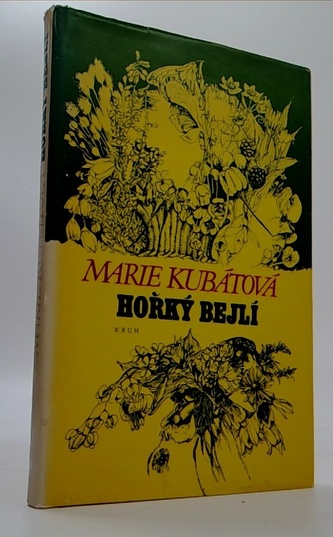 MARIE KUBÁTOVÁ
HOŘKÝ BEJLÍ
KRUH